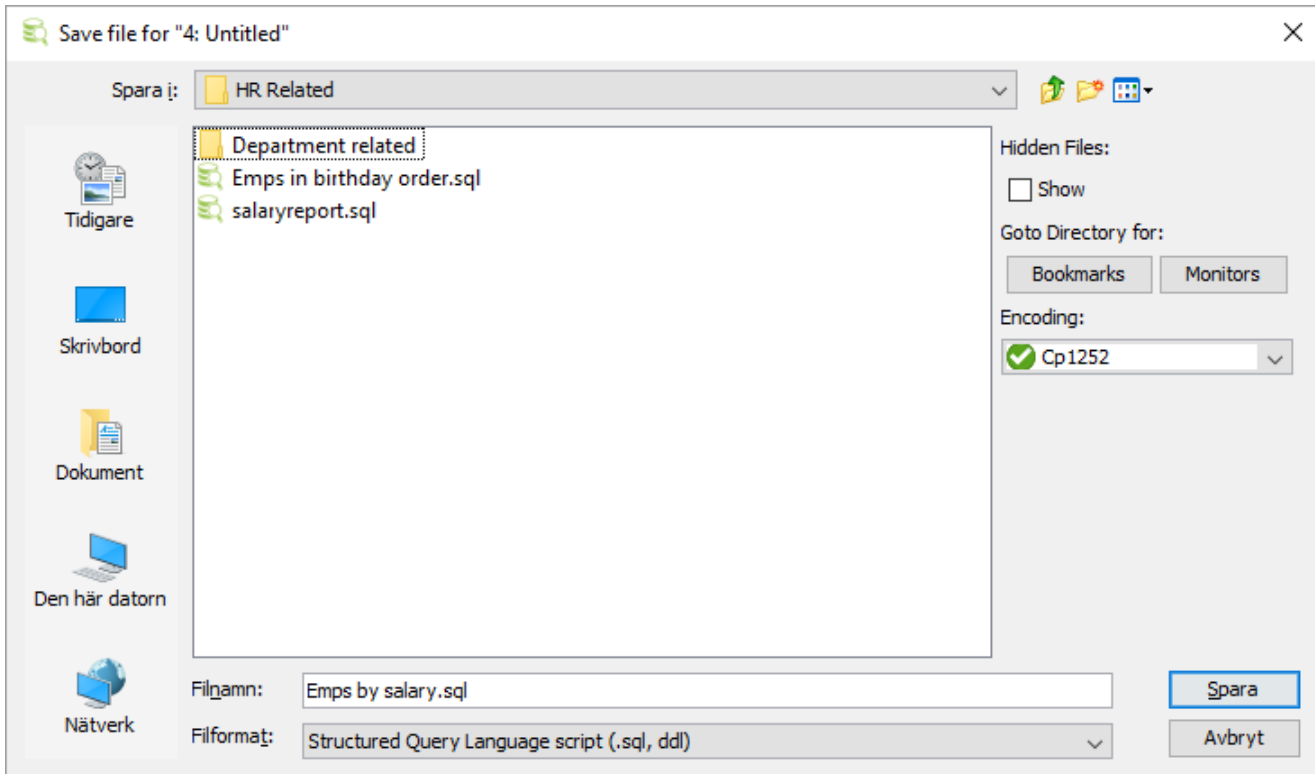 Save file for "4: Untitled"
Spara i: HR Related
Tidigare
Skrivbord
Dokument
Den här datorn
Nätverk
Department related
Emps in birthday order.sql
salaryreport.sql
Hidden Files:
Show
Goto Directory for:
Bookmarks Monitors
Encoding:
Cp1252
Filnamn: Emps by salary.sql Spara
Filformat: Structured Query Language script (.sql, ddl) Avbryt